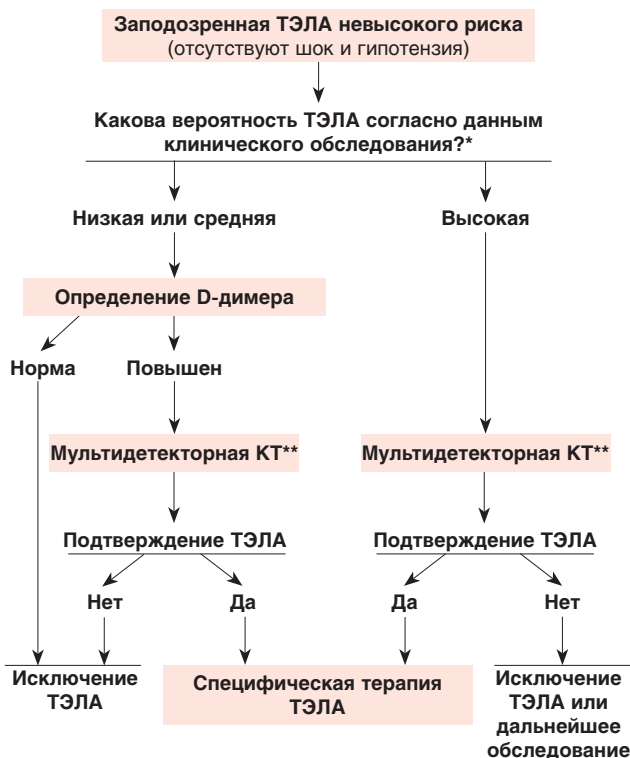 Заподозренная ТЭЛА невысокого риска
(отсутствуют шок и гипотензия)
Какова вероятность ТЭЛА согласно данным
клинического обследования?*
Низкая или средняя
Высокая
Определение D-димера
Норма
Повышен
Мультидетекторная КТ**
Мультидетекторная КТ**
Подтверждение ТЭЛА
Подтверждение ТЭЛА
Нет
Да
Да
Нет
Исключение
ТЭЛА
Специфическая терапия
ТЭЛА
Исключение
ТЭЛА или
дальнейшее
обследование